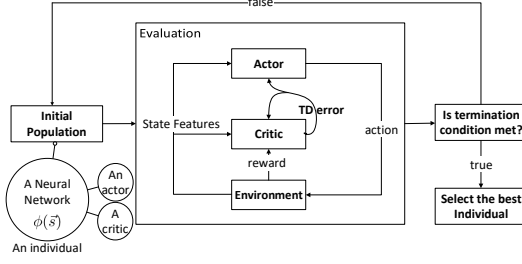 false
Evaluation
Actor
TD error
Initial
Population
State Features
Critic
action
Is termination
condition met?
reward
true
An
actor
A Neural
Network
ϕ(s⃗)
Environment
Select the best
Individual
A
critic
An individual